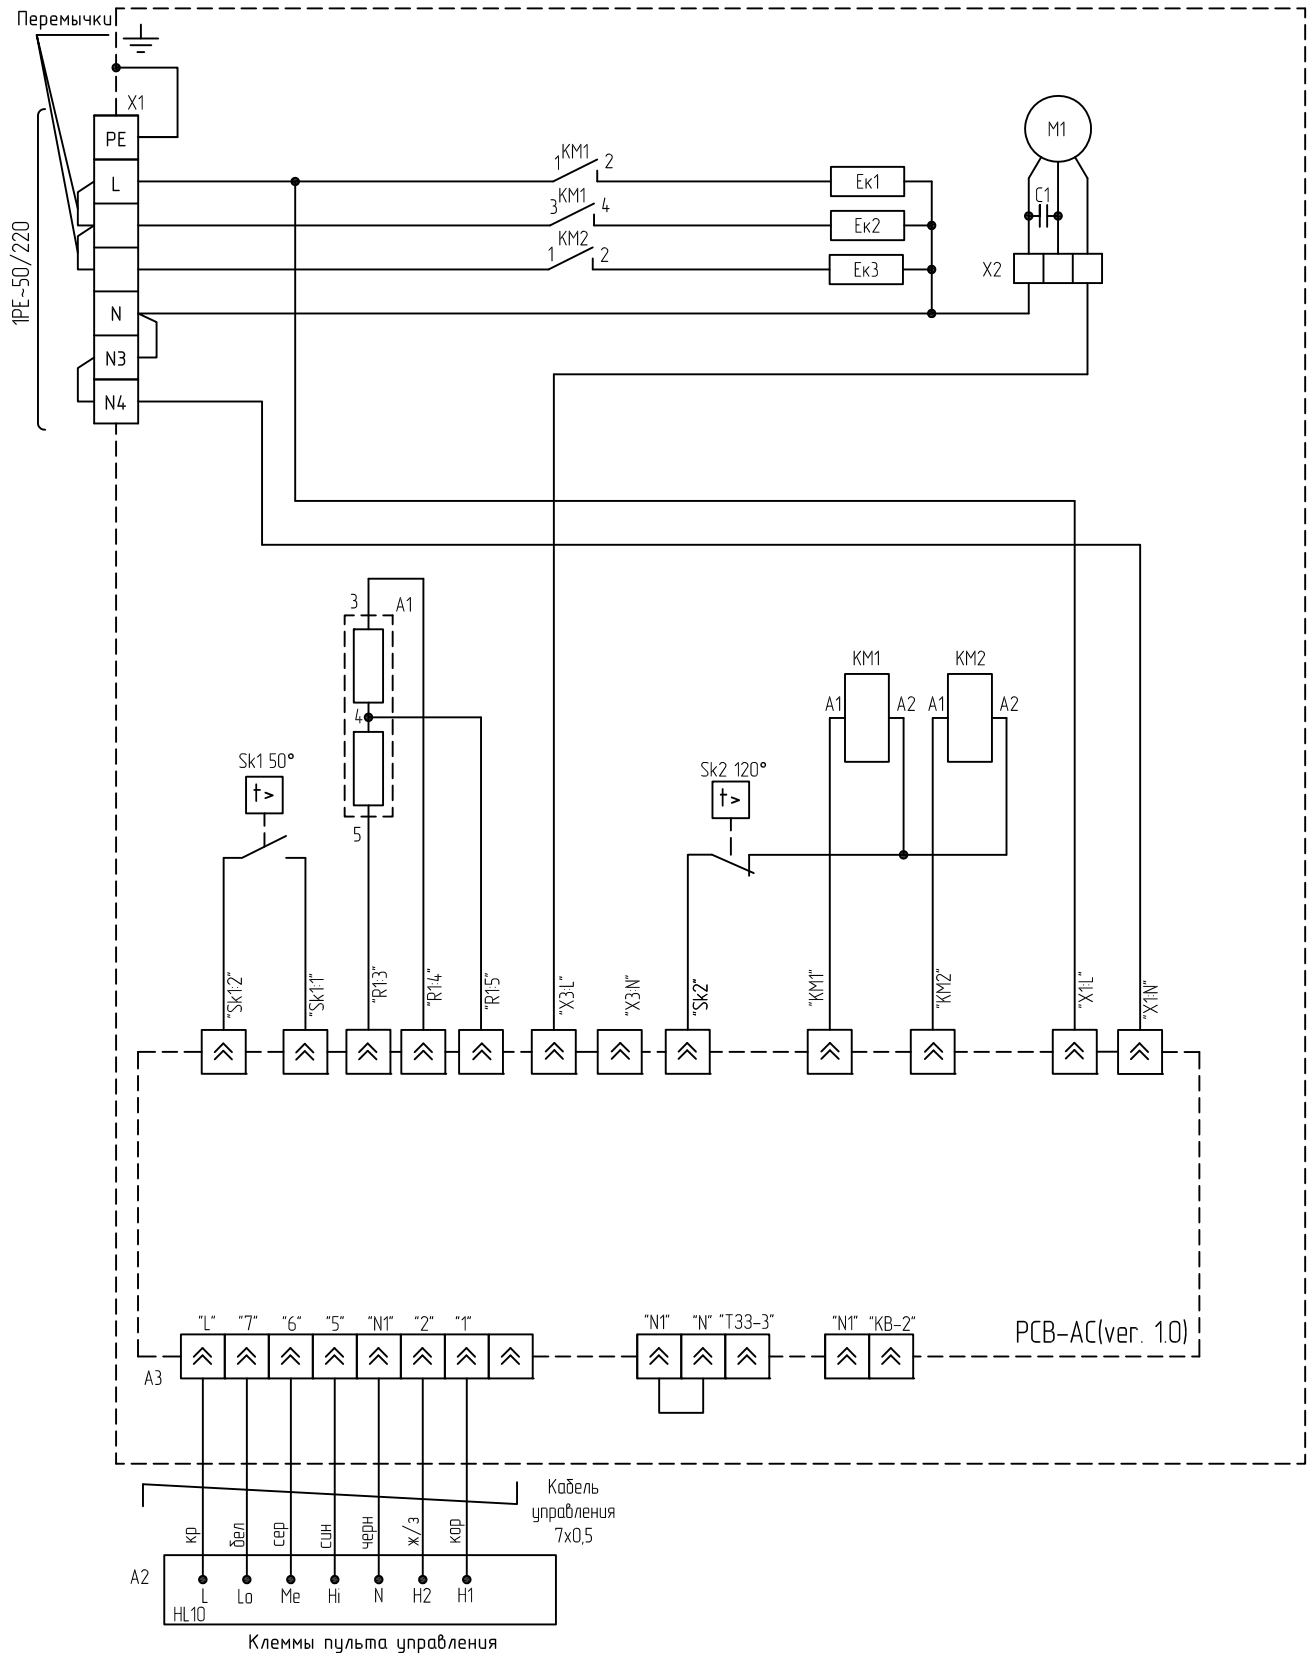 Перемычки
X1
PE
L
N
N3
N4
1PE~50/220
1
KM1
2
3
KM1
4
1
KM2
2
Ек1
Ек2
Ек3
M1
C1
X2
3
A1
4
5
Sk1 50°
t>
Sk2 120°
t>
KM1
A1
A2
KM2
A1
A2
"Sk1:2"
"Sk1:1"
"R1:3"
"R1:4"
"R1:5"
"X3:L"
"X3:N"
"Sk2"
"KM1"
"KM2"
"X1:L"
"X1:N"
"L"
"7"
"6"
"5"
"N1"
"2"
"1"
"N1"
"N"
"T33-3"
"N1"
"KB-2"
PCB-AC(ver. 1.0)
A3
Кабель
управления
7x0,5
кр
бел
сер
син
черн
ж/з
кор
A2
L
Lo
Me
Hi
N
H2
H1
HL10
Клеммы пульта управления